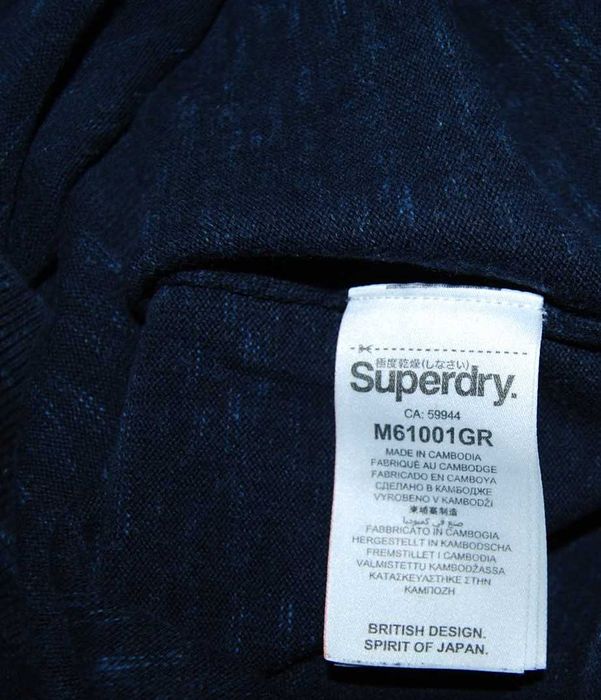 極度乾燥(しなさい)
Superdry.
CA: 59944
M61001GR
MADE IN CAMBODIA
FABRIQUÉ AU CAMBODGE
FABRICADO EN CAMBOYA
СДЕЛАНО В КАМБОДЖЕ
VYROBENO V KAMBODŽI
柬埔寨制造
صنع في كمبوديا
FABBRICATO IN CAMBOGIA
HERGESTELLT IN KAMBODSCHA
FREMSTILLET I CAMBODIA
VALMISTETTU KAMBODŽASSA
ΚΑΤΑΣΚΕΥΑΣΤΗΚΕ ΣΤΗΝ
ΚΑΜΠΟΖΗ
BRITISH DESIGN.
SPIRIT OF JAPAN.